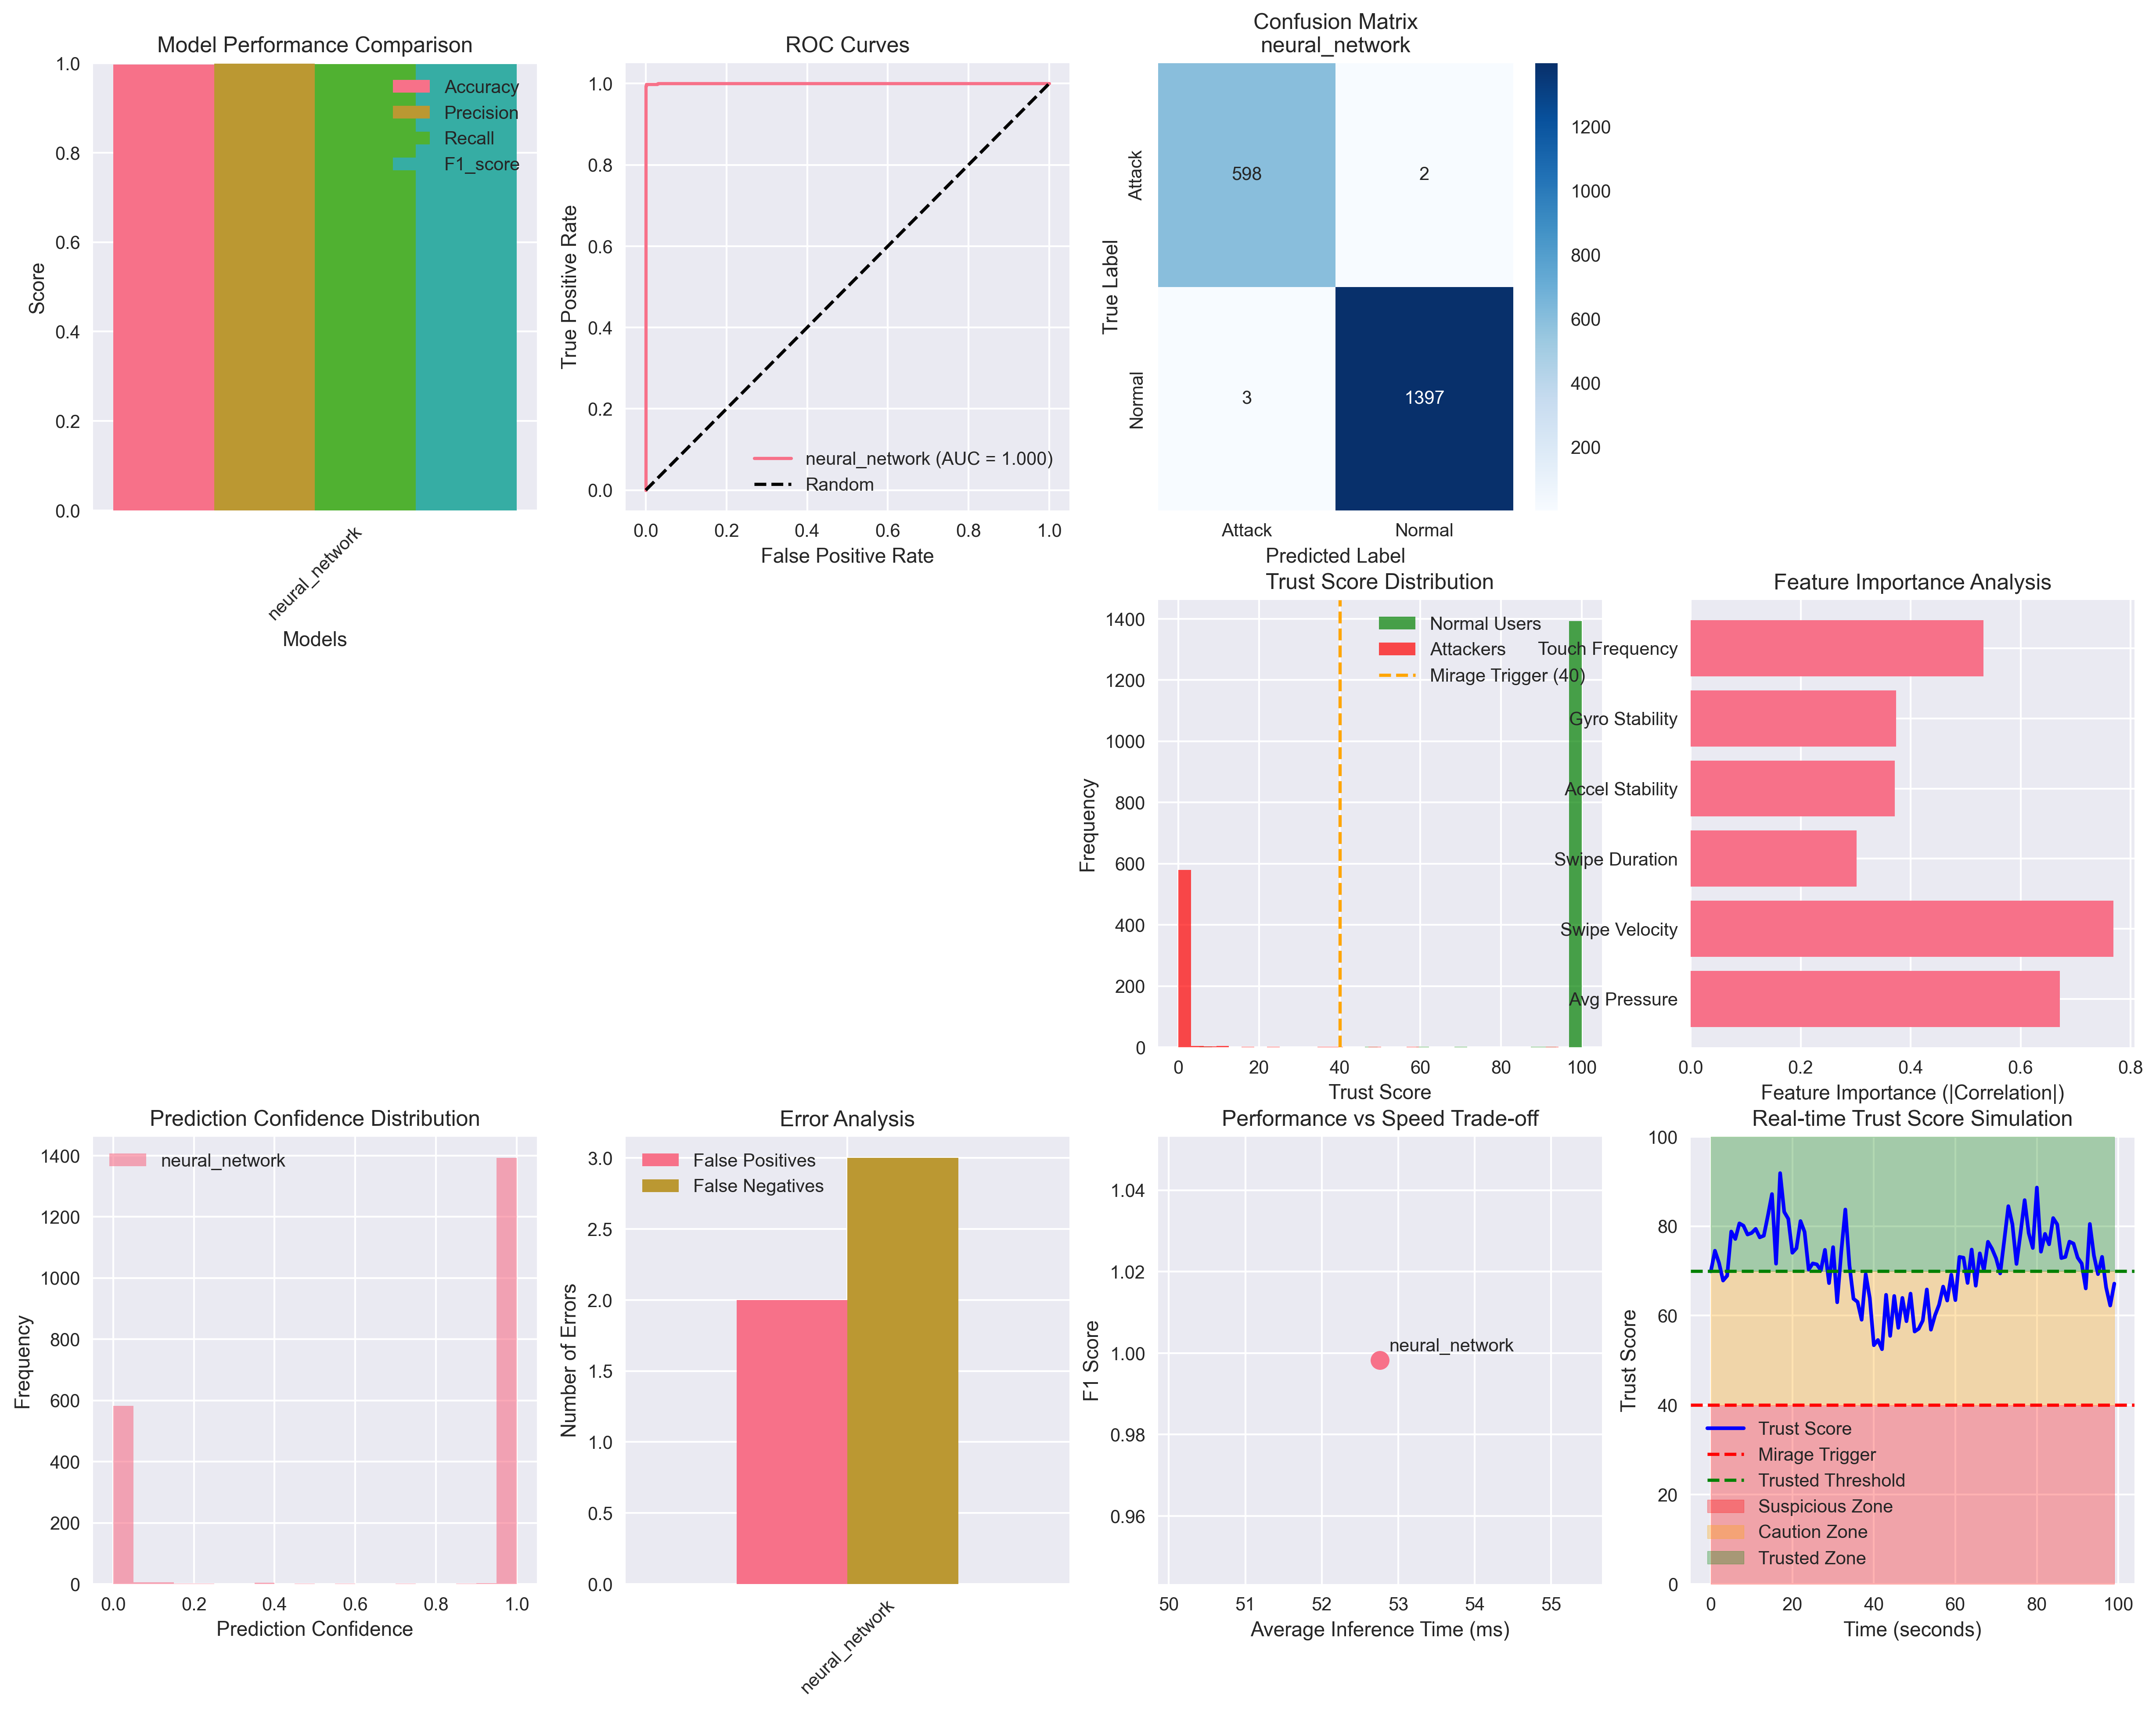 Model Performance Comparison
1.0
0.8
0.6
0.4
0.2
0.0
Score
Accuracy
Precision
Recall
F1_score
neural_network
Models
ROC Curves
1.0
0.8
0.6
0.4
0.2
0.0
True Positive Rate
neural_network (AUC = 1.000)
Random
0.0 0.2 0.4 0.6 0.8 1.0
False Positive Rate
Confusion Matrix
neural_network
True Label
Attack
Normal
598 2
3 1397
Attack Normal
Predicted Label
1200
1000
800
600
400
200
Trust Score Distribution
1400
1200
1000
800
600
400
200
0
Frequency
Normal Users
Attackers
Mirage Trigger (40)
0 20 40 60 80 100
Trust Score
Feature Importance Analysis
Touch Frequency
Gyro Stability
Accel Stability
Swipe Duration
Swipe Velocity
Avg Pressure
0.0 0.2 0.4 0.6 0.8
Feature Importance (|Correlation|)
Prediction Confidence Distribution
1400
1200
1000
800
600
400
200
0
Frequency
neural_network
0.0 0.2 0.4 0.6 0.8 1.0
Prediction Confidence
Error Analysis
3.0
2.5
2.0
1.5
1.0
0.5
0.0
Number of Errors
False Positives
False Negatives
neural_network
Performance vs Speed Trade-off
1.04
1.02
1.00
0.98
0.96
F1 Score
neural_network
50 51 52 53 54 55
Average Inference Time (ms)
Real-time Trust Score Simulation
100
80
60
40
20
0
Trust Score
Trust Score
Mirage Trigger
Trusted Threshold
Suspicious Zone
Caution Zone
Trusted Zone
0 20 40 60 80 100
Time (seconds)